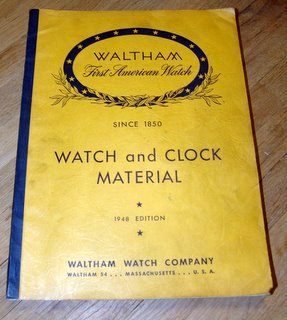 WALTHAM
First American Watch
SINCE 1850
WATCH and CLOCK
MATERIAL
1948 EDITION
WALTHAM WATCH COMPANY
WALTHAM 54 . . . MASSACHUSETTS . . . U. S. A.